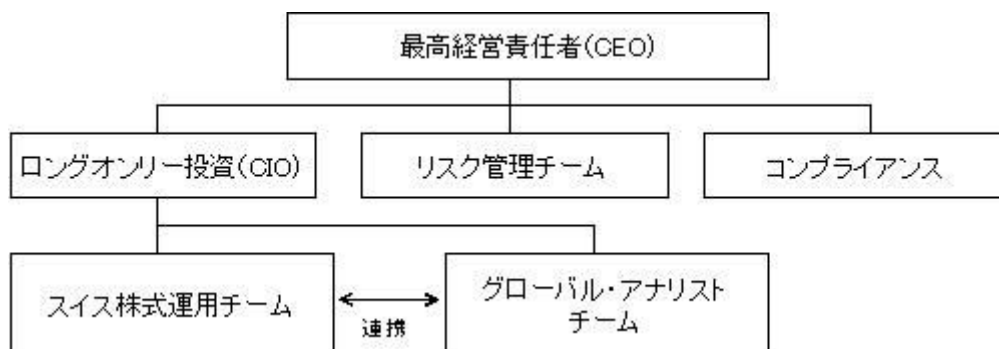 最高経営責任者(CEO)
ロングオンリー投資(CIO)
リスク管理チーム
コンプライアンス
スイス株式運用チーム
連携
グローバル・アナリスト
チーム